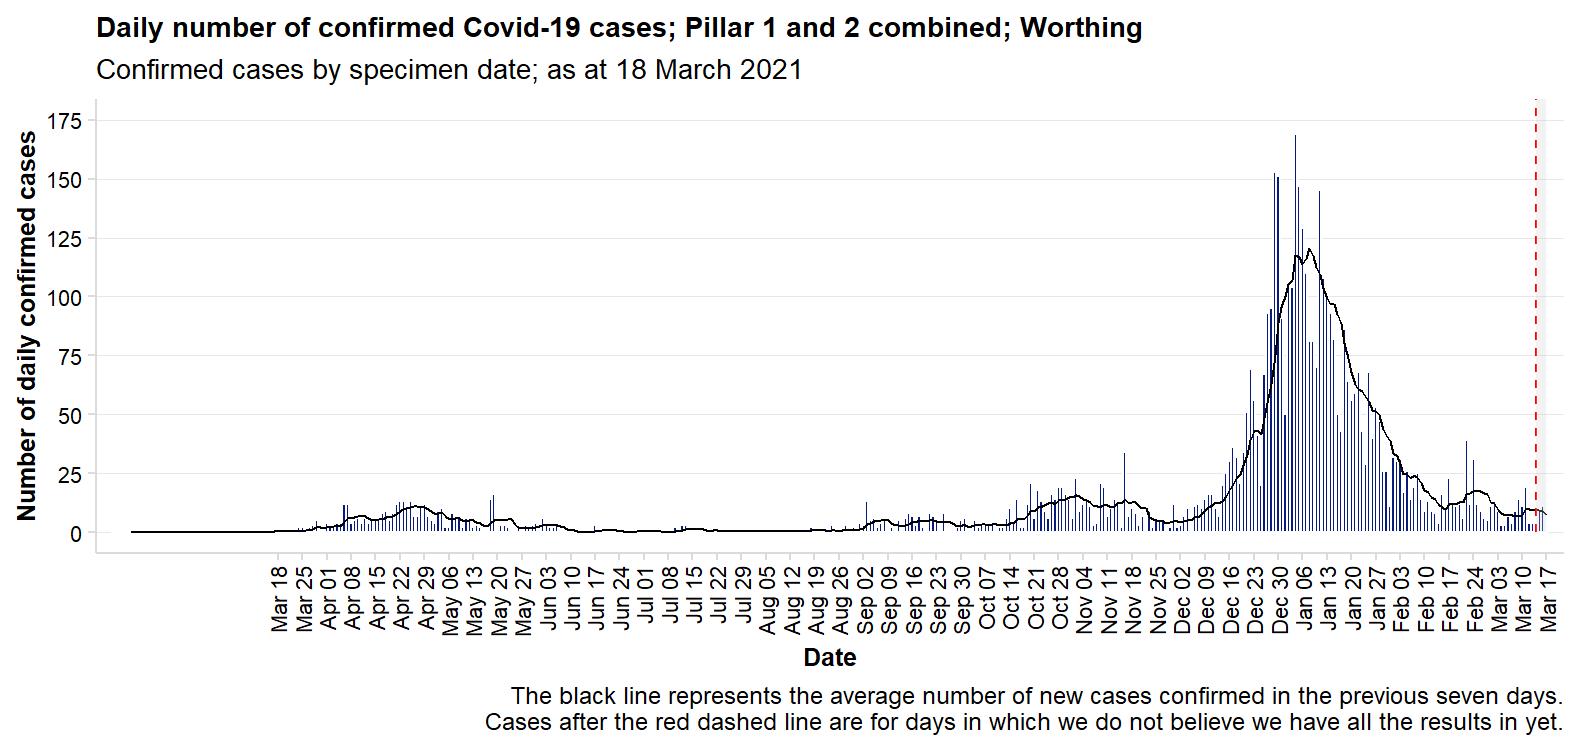 Daily number of confirmed Covid-19 cases; Pillar 1 and 2 combined; Worthing
Confirmed cases by specimen date; as at 18 March 2021
Number of daily confirmed cases
175
150
125
100
75
50
25
0
Mar 18
Mar 25
Apr 01
Apr 08
Apr 15
Apr 22
Apr 29
May 06
May 13
May 20
May 27
Jun 03
Jun 10
Jun 17
Jun 24
Jul 01
Jul 08
Jul 15
Jul 22
Jul 29
Aug 05
Aug 12
Aug 19
Aug 26
Sep 02
Sep 09
Sep 16
Sep 23
Sep 30
Oct 07
Oct 14
Oct 21
Oct 28
Nov 04
Nov 11
Nov 18
Nov 25
Dec 02
Dec 09
Dec 16
Dec 23
Dec 30
Jan 06
Jan 13
Jan 20
Jan 27
Feb 03
Feb 10
Feb 17
Feb 24
Mar 03
Mar 10
Mar 17
Date
The black line represents the average number of new cases confirmed in the previous seven days.
Cases after the red dashed line are for days in which we do not believe we have all the results in yet.